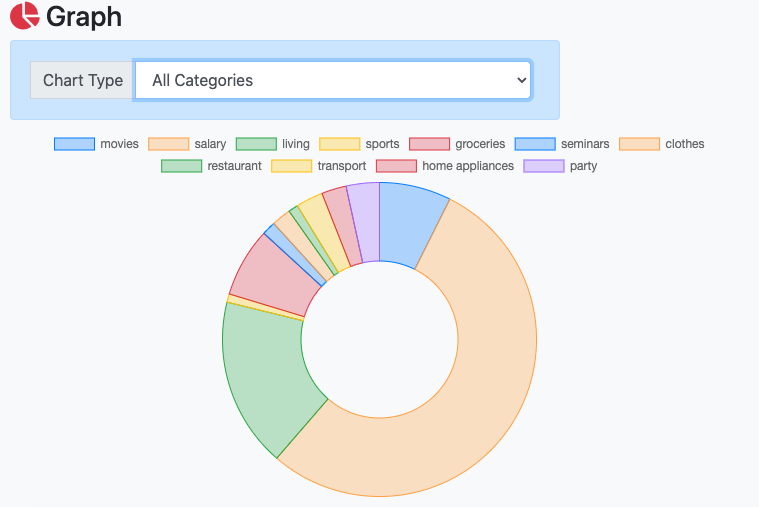 Graph
Chart Type All Categories
movies salary living sports groceries seminars clothes
restaurant transport home appliances party